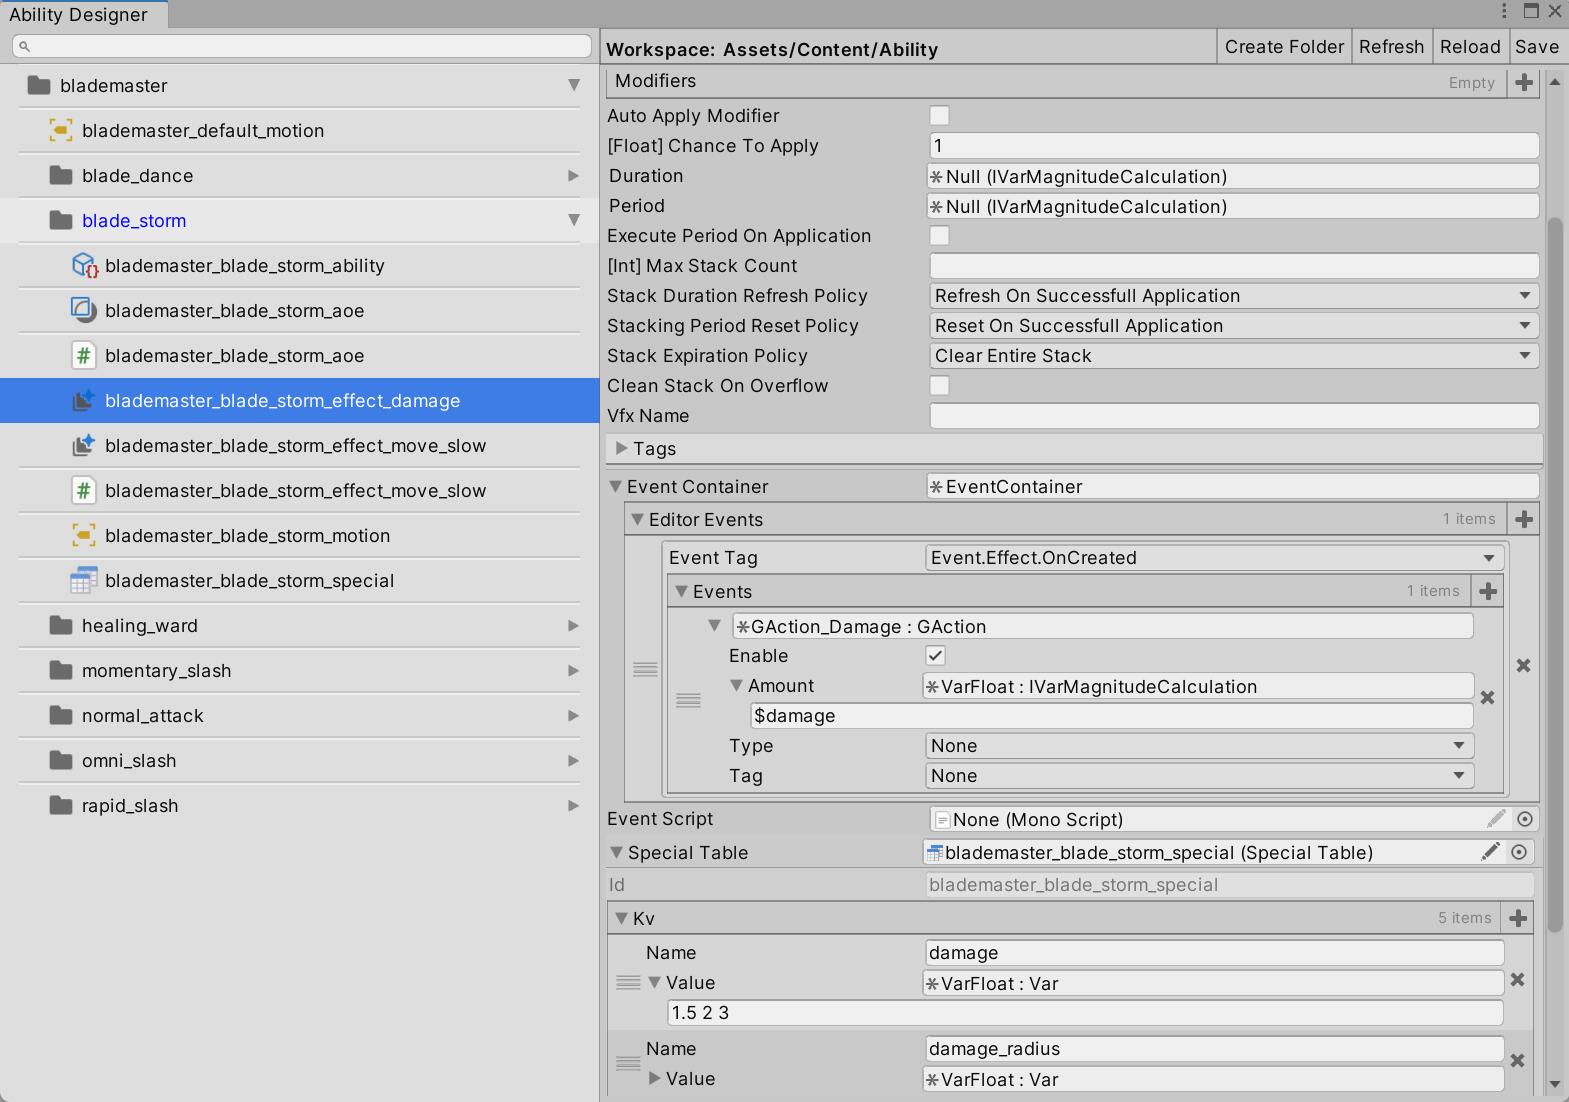 Ability Designer
Workspace: Assets/Content/Ability
Create Folder
Refresh
Reload
Save
blademaster
blademaster_default_motion
blade_dance
blade_storm
blademaster_blade_storm_ability
blademaster_blade_storm_aoe
blademaster_blade_storm_aoe
blademaster_blade_storm_effect_damage
blademaster_blade_storm_effect_move_slow
blademaster_blade_storm_effect_move_slow
blademaster_blade_storm_motion
blademaster_blade_storm_special
healing_ward
momentary_slash
normal_attack
omni_slash
rapid_slash
Modifiers Empty
Auto Apply Modifier
[Float] Chance To Apply 1
Duration Null (IVarMagnitudeCalculation)
Period Null (IVarMagnitudeCalculation)
Execute Period On Application
[Int] Max Stack Count
Stack Duration Refresh Policy Refresh On Successfull Application
Stacking Period Reset Policy Reset On Successfull Application
Stack Expiration Policy Clear Entire Stack
Clean Stack On Overflow
Vfx Name
Tags
Event Container EventContainer
Editor Events 1 items
Event Tag Event.Effect.OnCreated
Events 1 items
GAction_Damage : GAction
Enable
Amount VarFloat : IVarMagnitudeCalculation
$damage
Type None
Tag None
Event Script None (Mono Script)
Special Table blademaster_blade_storm_special (Special Table)
Id blademaster_blade_storm_special
Kv 5 items
Name damage
Value VarFloat : Var
1.5 2 3
Name damage_radius
Value VarFloat : Var